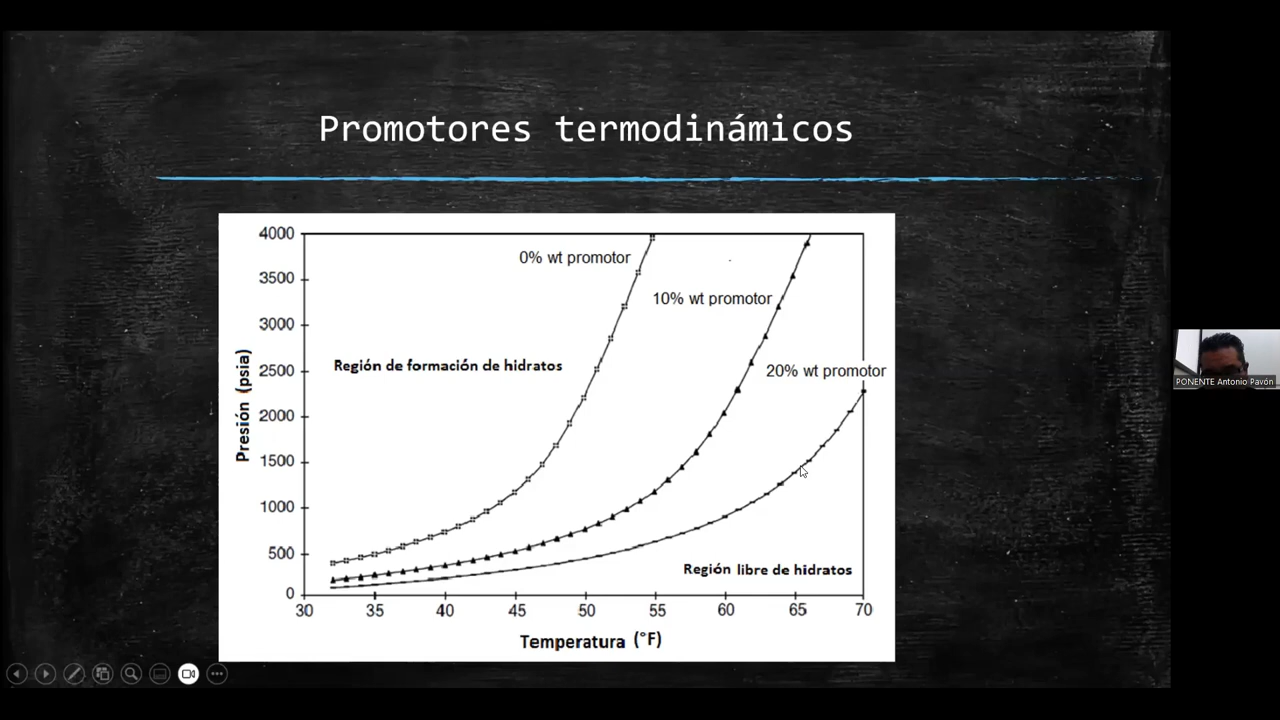 Promotores termodinámicos
4000
3500
3000
2500
2000
1500
1000
500
0
Presión (psia)
0% wt promotor
10% wt promotor
20% wt promotor
Región de formación de hidratos
Región libre de hidratos
30 35 40 45 50 55 60 65 70
Temperatura (°F)
PONENTE Antonio Pavón